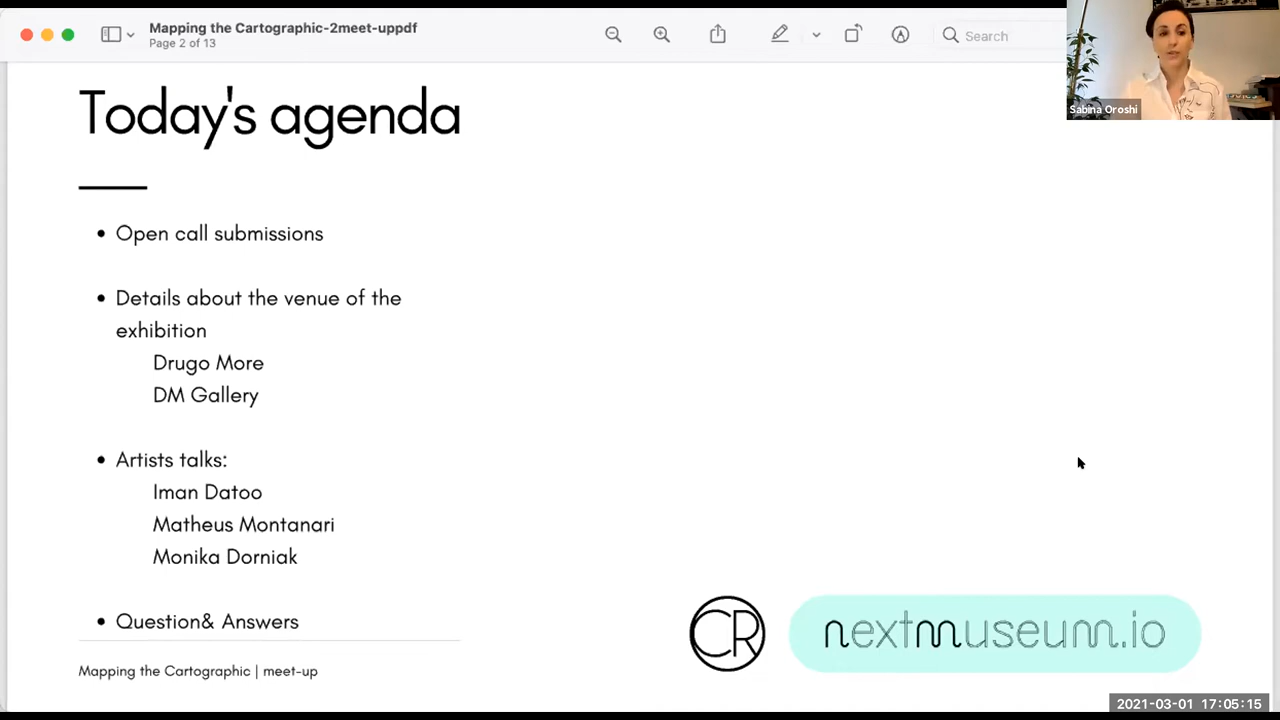 Mapping the Cartographic-2meet-uppdf
Page 2 of 13
Search
Sabina Oroshi
Today's agenda
• Open call submissions
• Details about the venue of the
exhibition
Drugo More
DM Gallery
• Artists talks:
Iman Datoo
Matheus Montanari
Monika Dorniak
• Question& Answers
Mapping the Cartographic | meet-up
CR
nextmuseum.io
2021-03-01 17:05:15